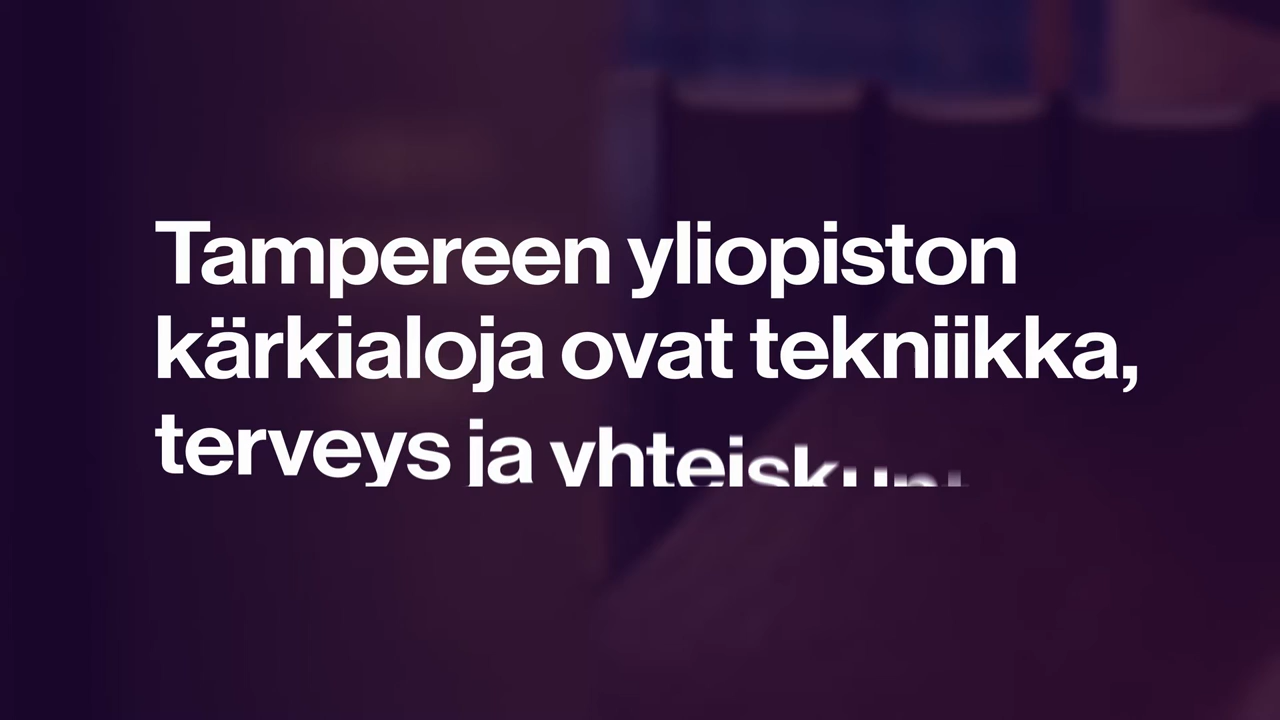 Tampereen yliopiston
kärkialoja ovat tekniikka,
terveys ja